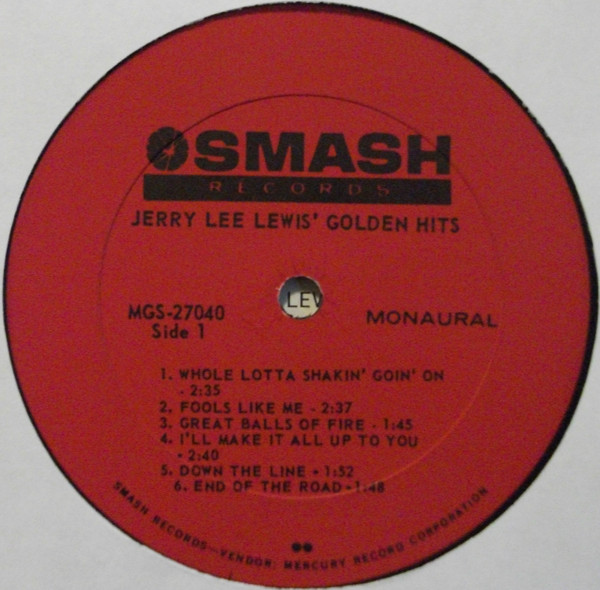 SMASH
RECORDS
JERRY LEE LEWIS' GOLDEN HITS
LEV
MGS-27040
Side 1
MONAURAL
1. WHOLE LOTTA SHAKIN' GOIN' ON
- 2:35
2. FOOLS LIKE ME - 2:37
3. GREAT BALLS OF FIRE - 1:45
4. I'LL MAKE IT ALL UP TO YOU
- 2:40
5. DOWN THE LINE - 1:52
6. END OF THE ROAD - 1:48
SMASH RECORDS—VENDOR: MERCURY RECORD CORPORATION